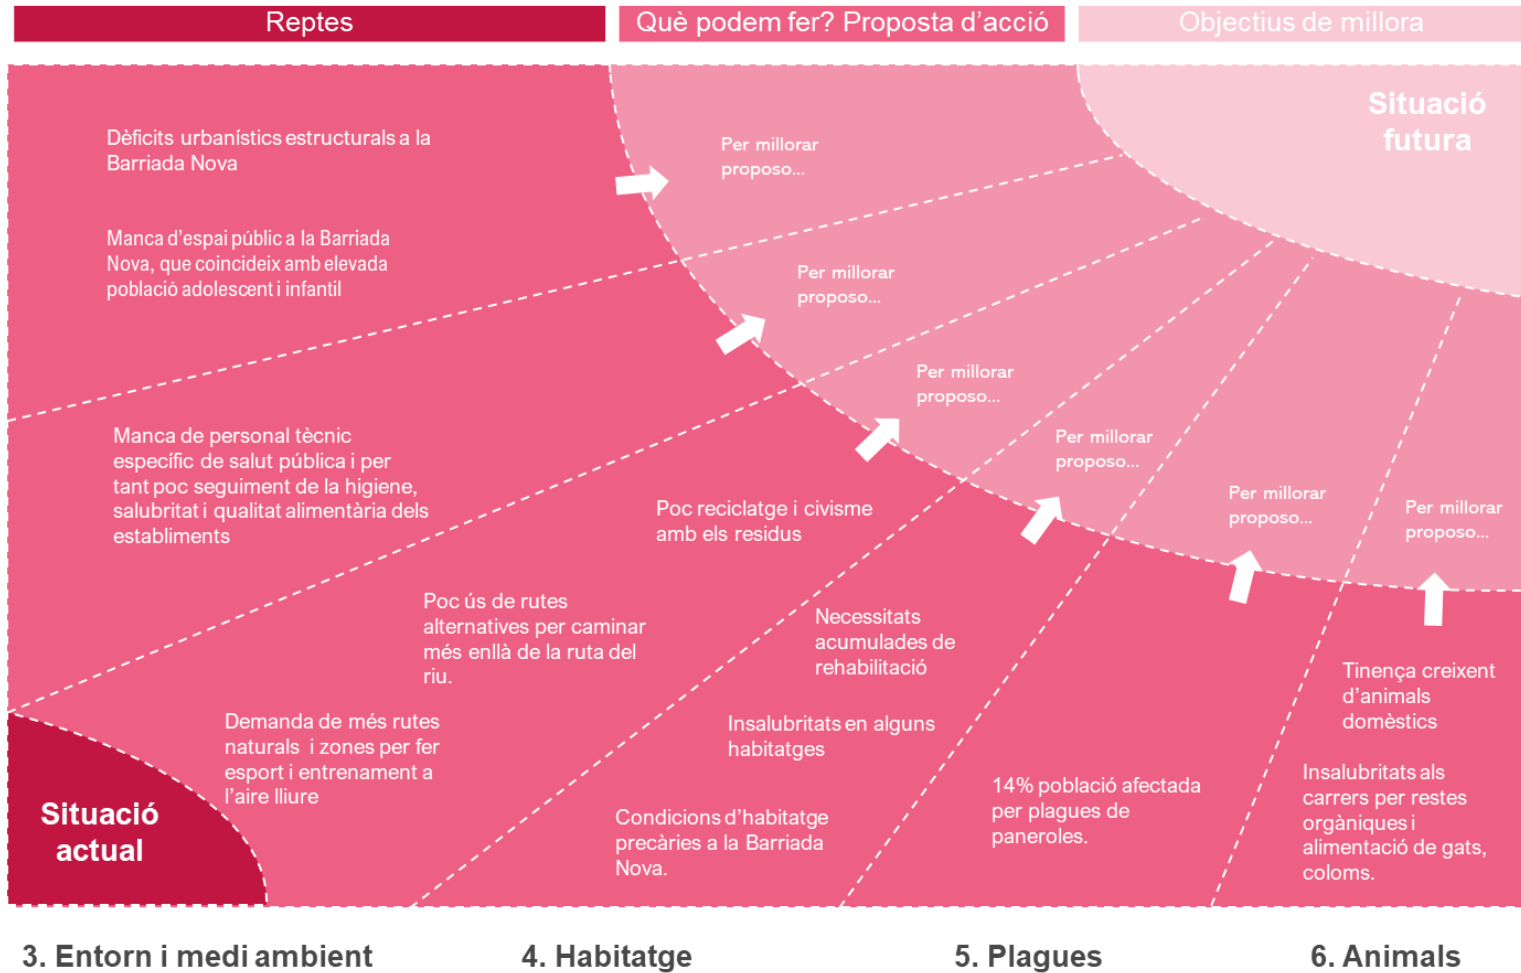 Reptes
Què podem fer? Proposta d’acció
Objectius de millora
Situació
futura
Dèficits urbanístics estructurals a la
Barriada Nova
Manca d’espai públic a la Barriada
Nova, que coincideix amb elevada
població adolescent i infantil
Per millorar
proposo...
Manca de personal tècnic
específic de salut pública i per
tant poc seguiment de la higiene,
salubritat i qualitat alimentària dels
establiments
Per millorar
proposo...
Poc reciclatge i civisme
amb els residus
Poc ús de rutes
alternatives per caminar
més enllà de la ruta del
riu.
Demanda de més rutes
naturals i zones per fer
esport i entrenament a
l’aire lliure
Per millorar
proposo...
Necessitats
acumulades de
rehabilitació
Insalubritats en alguns
habitatges
Condicions d’habitatge
precàries a la Barriada
Nova.
Per millorar
proposo...
14% població afectada
per plagues de
paneroles.
Per millorar
proposo...
Tinença creixent
d’animals
domèstics
Insalubritats als
carrers per restes
orgàniques i
alimentació de gats,
coloms.
Per millorar
proposo...
Situació
actual
3. Entorn i medi ambient
4. Habitatge
5. Plagues
6. Animals